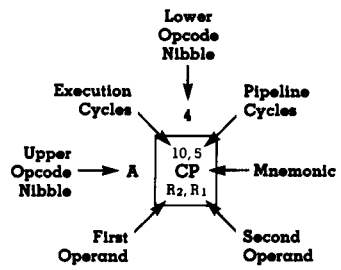 Lower
Opcode
Nibble
Execution
Cycles
Pipeline
Cycles
4
Upper
Opcode
Nibble
A
10, 5
CP
R2, R1
Mnemonic
First
Operand
Second
Operand